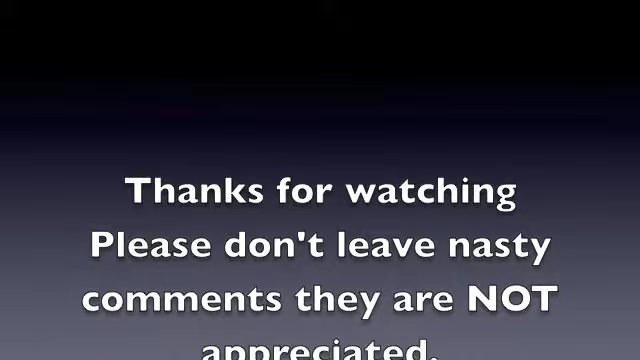 Thanks for watching
Please don't leave nasty
comments they are NOT
appreciated.